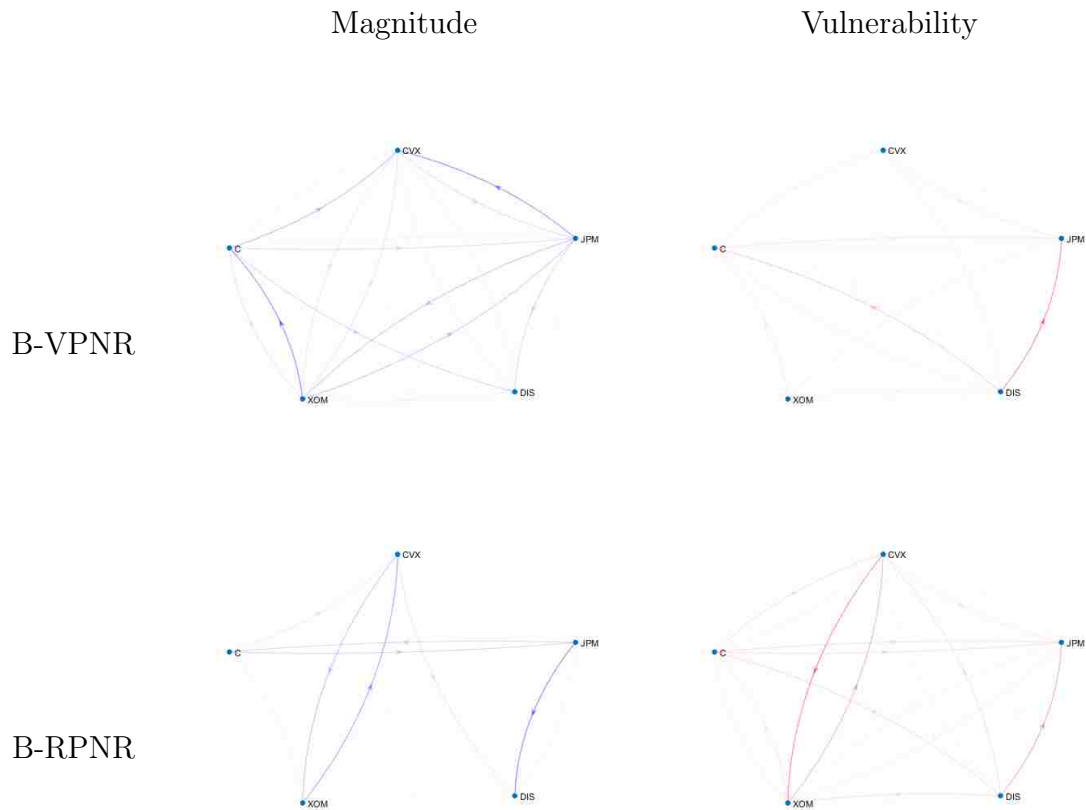 Magnitude Vulnerability
CVX CVX
C JPM C JPM
B-VPNR
XOM DIS XOM DIS
CVX CVX
C JPM C JPM
B-RPNR
XOM DIS XOM DIS